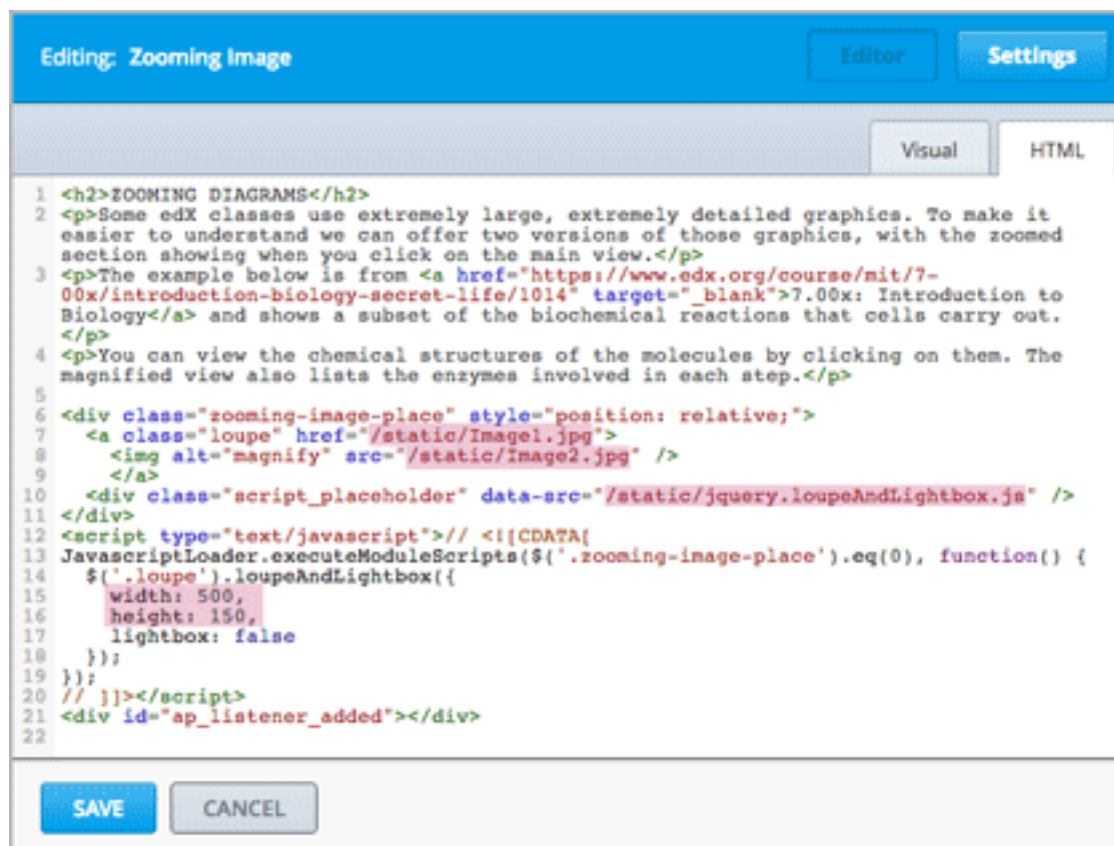 Editing: Zooming Image
Editor
Settings
Visual
HTML
1 <h2>ZOOMING DIAGRAMS</h2>
2 <p>Some edX classes use extremely large, extremely detailed graphics. To make it
easier to understand we can offer two versions of those graphics, with the zoomed
section showing when you click on the main view.</p>
3 <p>The example below is from <a href="https://www.edx.org/course/mit/7-
00x/introduction-biology-secret-life/1014" target="_blank">7.00x: Introduction to
Biology</a> and shows a subset of the biochemical reactions that cells carry out.
</p>
4 <p>You can view the chemical structures of the molecules by clicking on them. The
magnified view also lists the enzymes involved in each step.</p>
5
6 <div class="zooming-image-place" style="position: relative;">
7 <a class="loupe" href="/static/Image1.jpg">
8 <img alt="magnify" src="/static/Image2.jpg" />
9 </a>
10 <div class="script_placeholder" data-src="/static/jquery.loupeAndLightbox.js" />
11 </div>
12 <script type="text/javascript">// <![CDATA[
13 JavascriptLoader.executeModuleScripts($('.zooming-image-place').eq(0), function() {
14 $('.loupe').loupeAndLightbox({
15 width: 500,
16 height: 150,
17 lightbox: false
18 });
19 });
20 // ]]></script>
21 <div id="ap_listener_added"></div>
22
SAVE
CANCEL